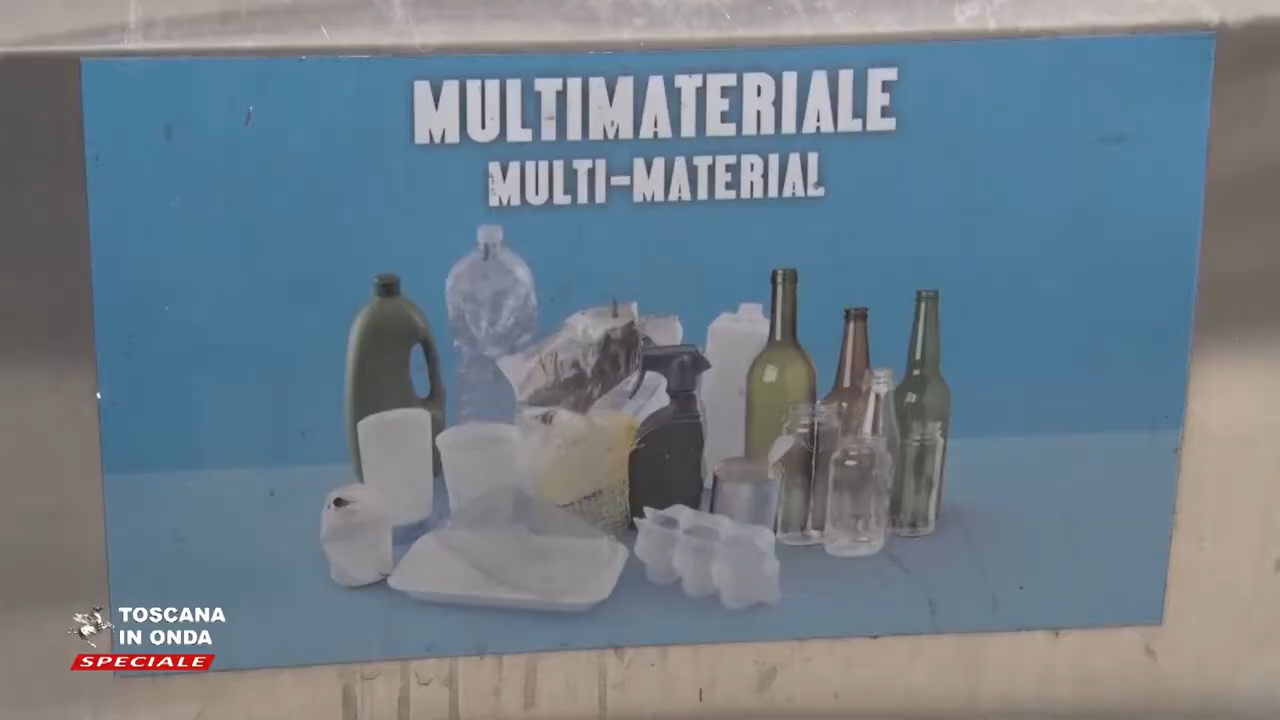 MULTIMATERIALE
MULTI-MATERIAL
TOSCANA
IN ONDA
SPECIALE